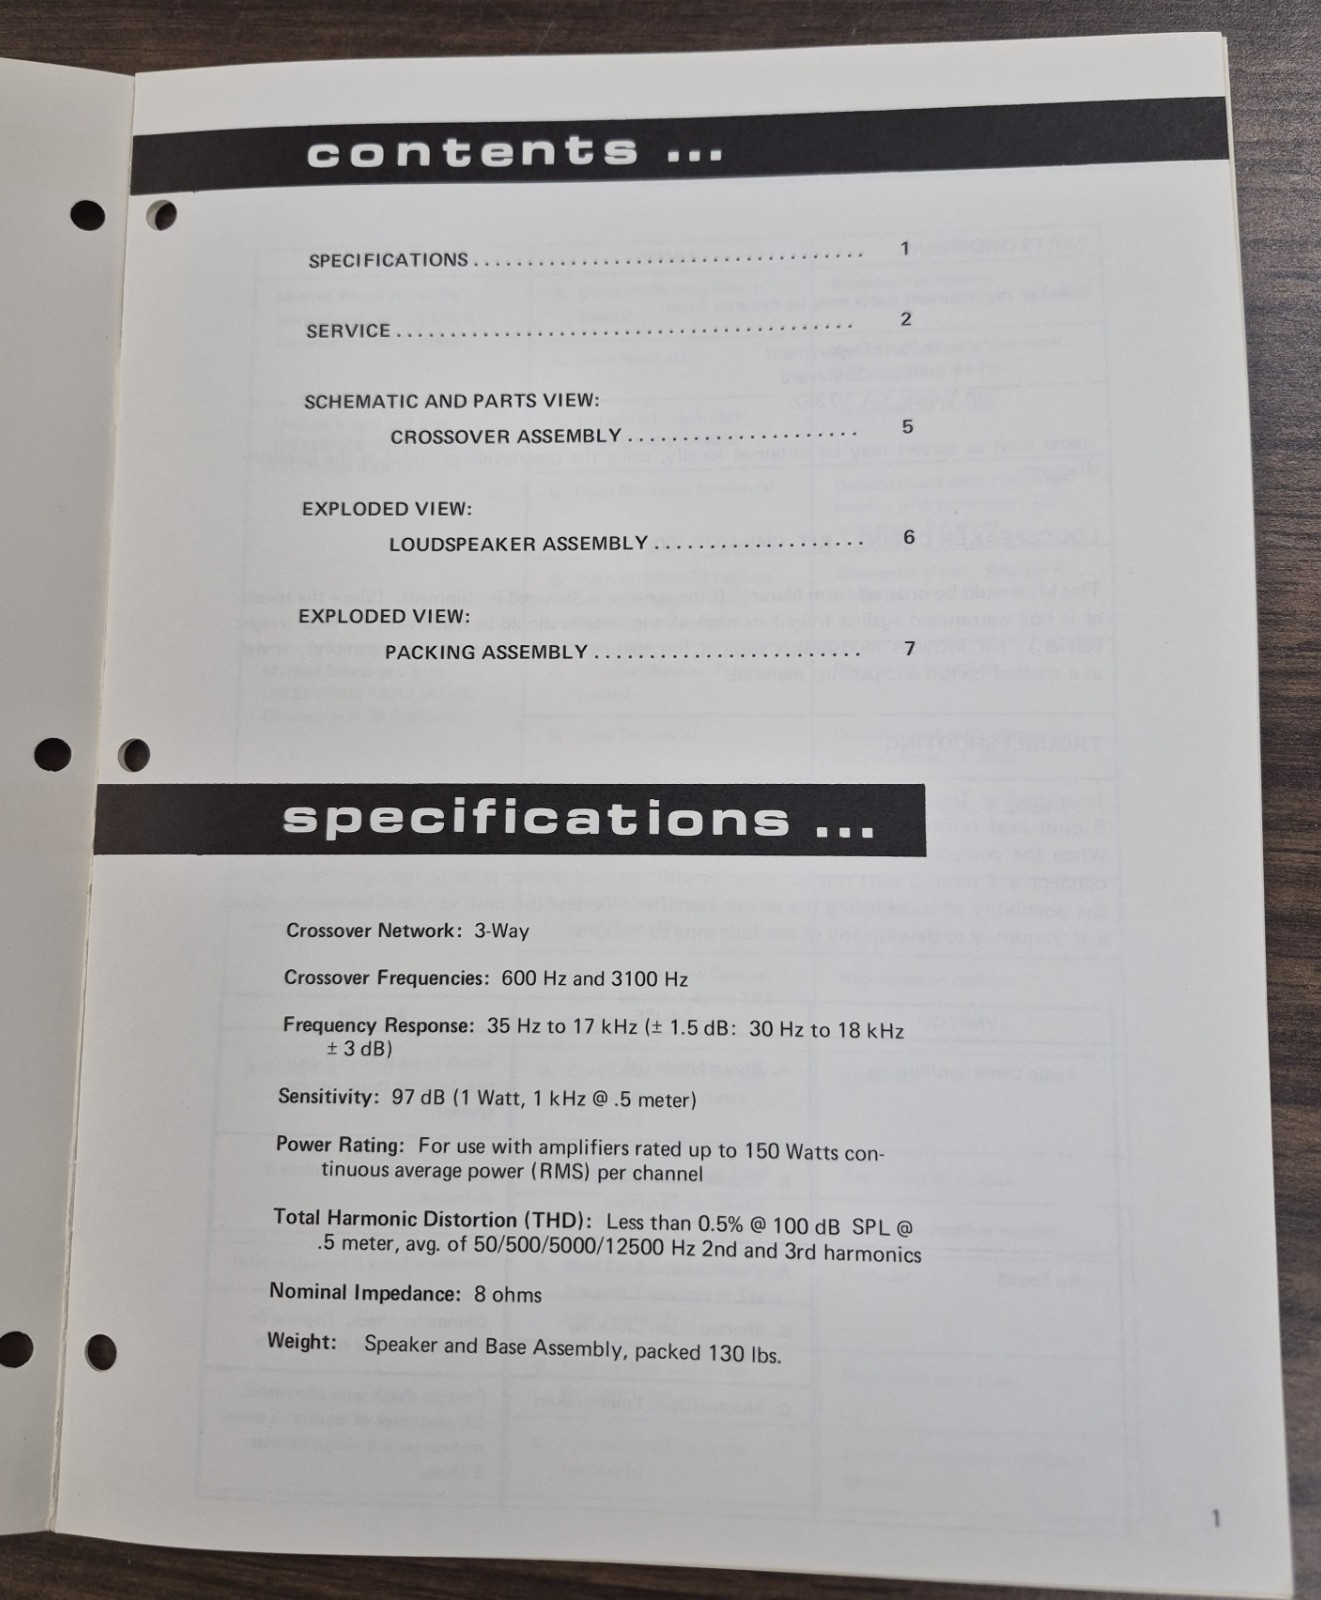 contents ...
SPECIFICATIONS .................................... 1
SERVICE .......................................... 2
SCHEMATIC AND PARTS VIEW:
CROSSOVER ASSEMBLY ..................... 5
EXPLODED VIEW:
LOUDSPEAKER ASSEMBLY ................... 6
EXPLODED VIEW:
PACKING ASSEMBLY ........................ 7
specifications ...
Crossover Network: 3-Way
Crossover Frequencies: 600 Hz and 3100 Hz
Frequency Response: 35 Hz to 17 kHz (± 1.5 dB: 30 Hz to 18 kHz
± 3 dB)
Sensitivity: 97 dB (1 Watt, 1 kHz @ .5 meter)
Power Rating: For use with amplifiers rated up to 150 Watts con-
tinuous average power (RMS) per channel
Total Harmonic Distortion (THD): Less than 0.5% @ 100 dB SPL @
.5 meter, avg. of 50/500/5000/12500 Hz 2nd and 3rd harmonics
Nominal Impedance: 8 ohms
Weight: Speaker and Base Assembly, packed 130 lbs.
1